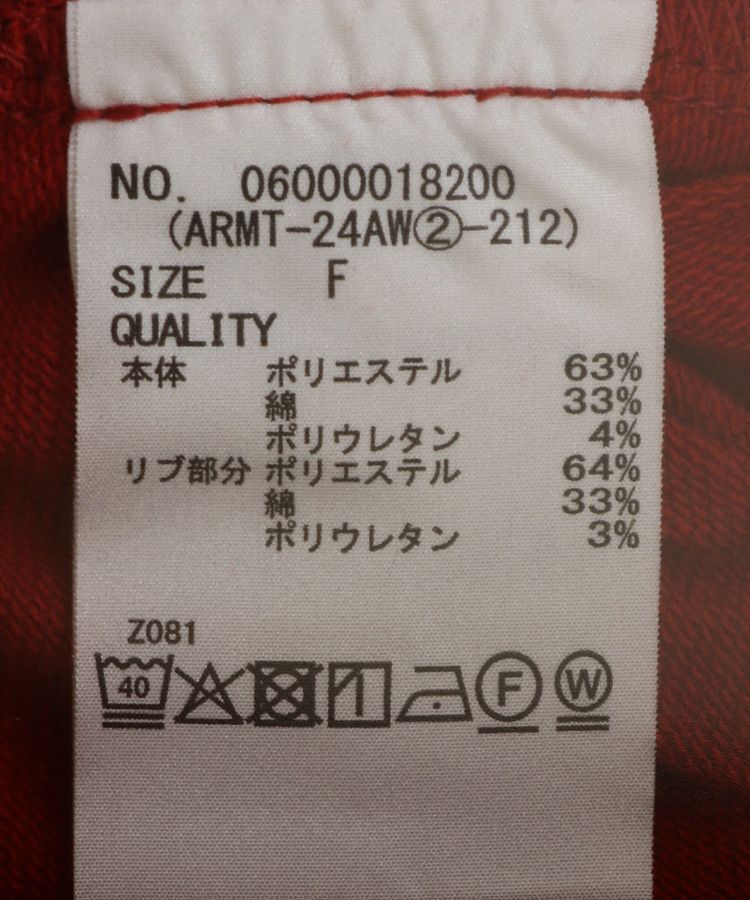 NO. 06000018200
(ARMT-24AW②-212)
SIZE F
QUALITY
本体 ポリエステル 63%
綿 33%
ポリウレタン 4%
リブ部分 ポリエステル 64%
綿 33%
ポリウレタン 3%
Z081
40 F W